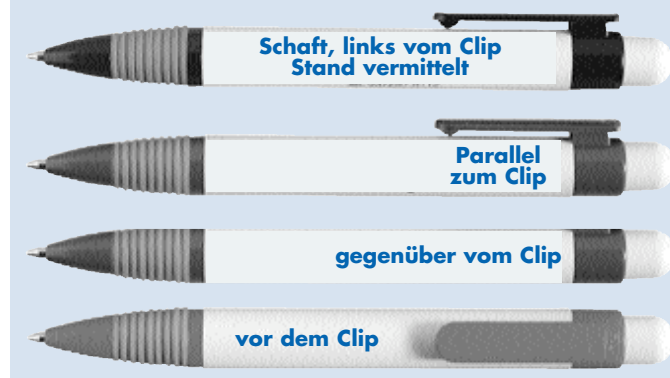 Schaft, links vom Clip
Stand vermittelt
Parallel
zum Clip
gegenüber vom Clip
vor dem Clip